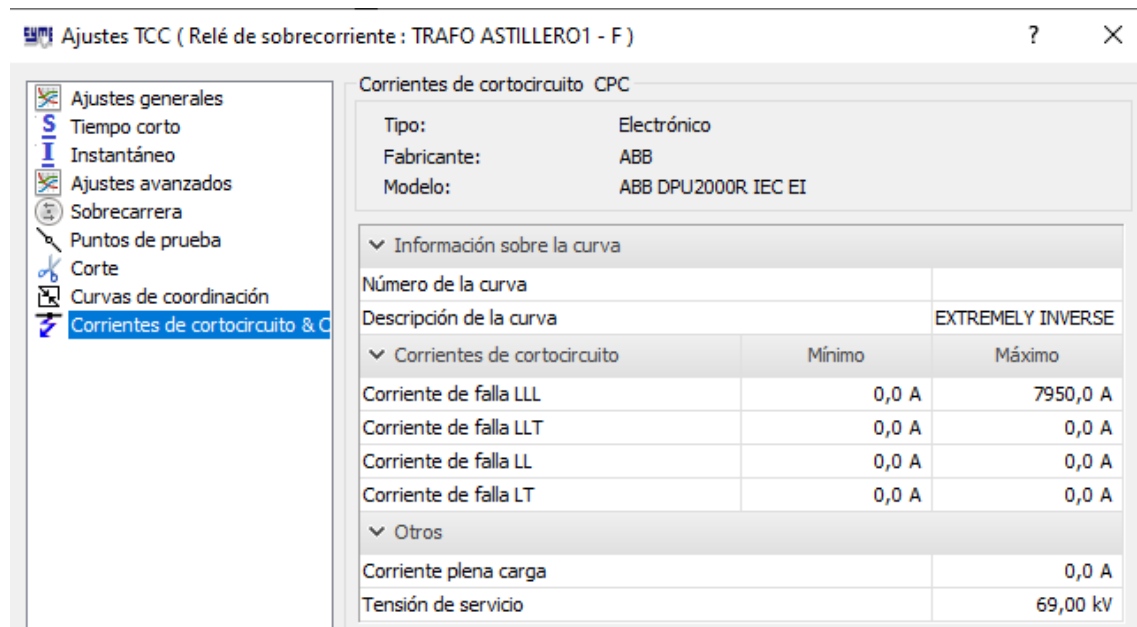 Ajustes TCC ( Relé de sobrecorriente : TRAFO ASTILLERO1 - F ) ? ×
Ajustes generales
Tiempo corto
Instantáneo
Ajustes avanzados
Sobrecarrera
Puntos de prueba
Corte
Curvas de coordinación
Corrientes de cortocircuito & C
Corrientes de cortocircuito CPC
Tipo: Electrónico
Fabricante: ABB
Modelo: ABB DPU2000R IEC EI
Información sobre la curva
Número de la curva
Descripción de la curva EXTREMELY INVERSE
Corrientes de cortocircuito Mínimo Máximo
Corriente de falla LLL 0,0 A 7950,0 A
Corriente de falla LLT 0,0 A 0,0 A
Corriente de falla LL 0,0 A 0,0 A
Corriente de falla LT 0,0 A 0,0 A
Otros
Corriente plena carga 0,0 A
Tensión de servicio 69,00 kV